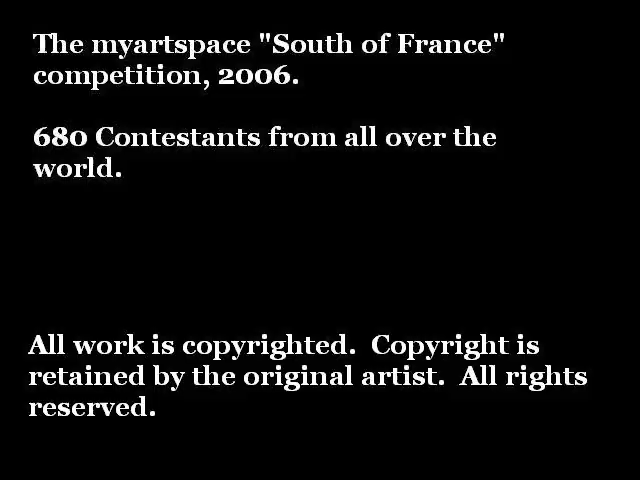 The myartspace "South of France"
competition, 2006.
680 Contestants from all over the
world.
All work is copyrighted.  Copyright is
retained by the original artist.  All rights
reserved.